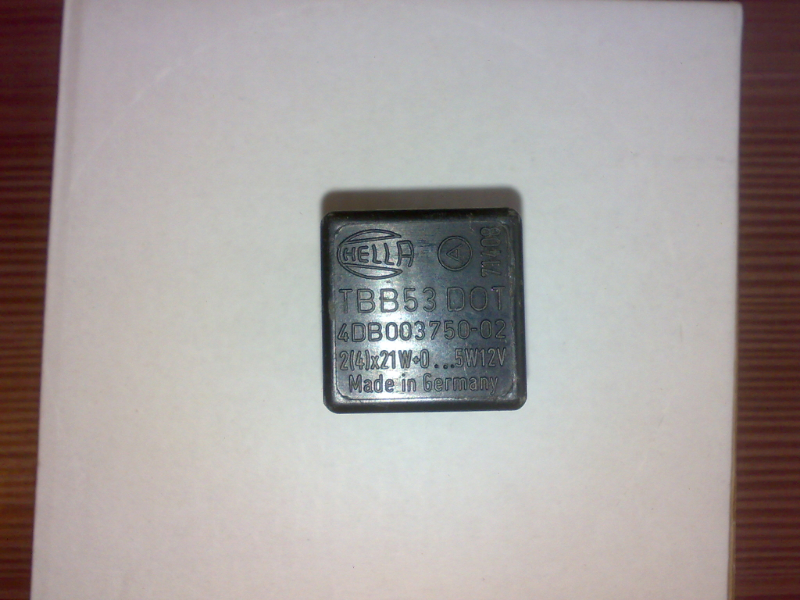 HELLA
TBB53 DOT
4DB003750-02
2(4)x21W+0...5W12V
Made in Germany